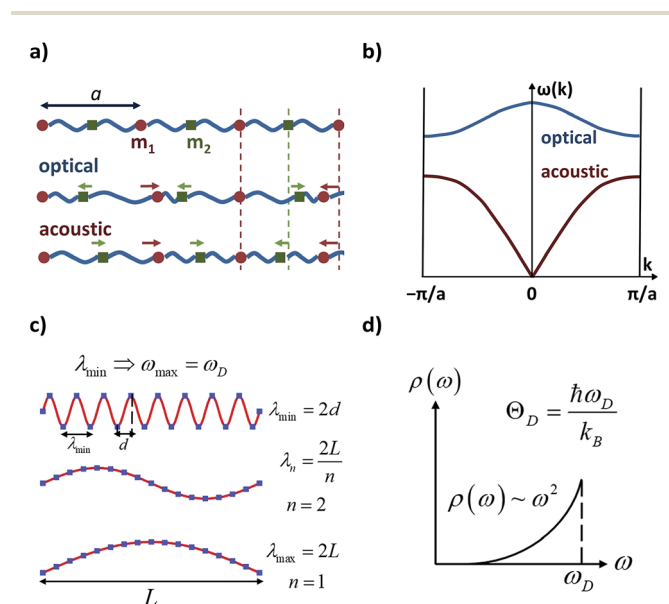 a)
a
m₁ m₂
optical
acoustic
b)
ω(k)
optical
acoustic
k
−π/a 0 π/a
c)
λmin ⇒ ωmax = ωD
λmin = 2d
λmin d
λn = 2L/n
n = 2
λmax = 2L
n = 1
L
d)
ρ(ω)
ΘD = ħωD/kB
ρ(ω) ~ ω²
ω
ωD